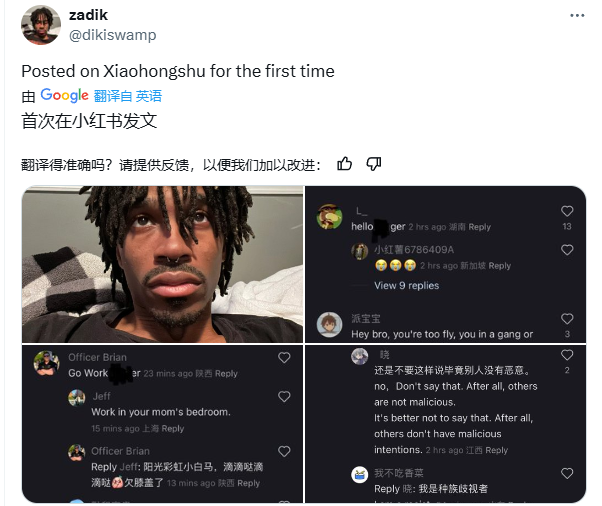 zadik
@dikiswamp
Posted on Xiaohongshu for the first time
由 Google 翻译自 英语
首次在小红书发文
翻译得准确吗？请提供反馈，以便我们加以改进：
L_
hello ger 2 hrs ago 湖南 Reply
13
小红薯6786409A
😭😭😭 2 hrs ago 新加坡 Reply
View 9 replies
派宝宝
Hey bro, you're too fly, you in a gang or
3
Officer Brian
Go Work er 23 mins ago 陕西 Reply
Jeff
Work in your mom's bedroom.
15 mins ago 上海 Reply
Officer Brian
Reply Jeff: 阳光彩虹小白马，滴滴哒滴
滴哒 欠膝盖了 13 mins ago 陕西 Reply
晓
2
还是不要这样说毕竟别人没有恶意。
no，Don't say that. After all, others
are not malicious.
It's better not to say that. After all,
others don't have malicious
intentions. 2 hrs ago 江西 Reply
我不吃香菜
Reply 晓: 我是种族歧视者